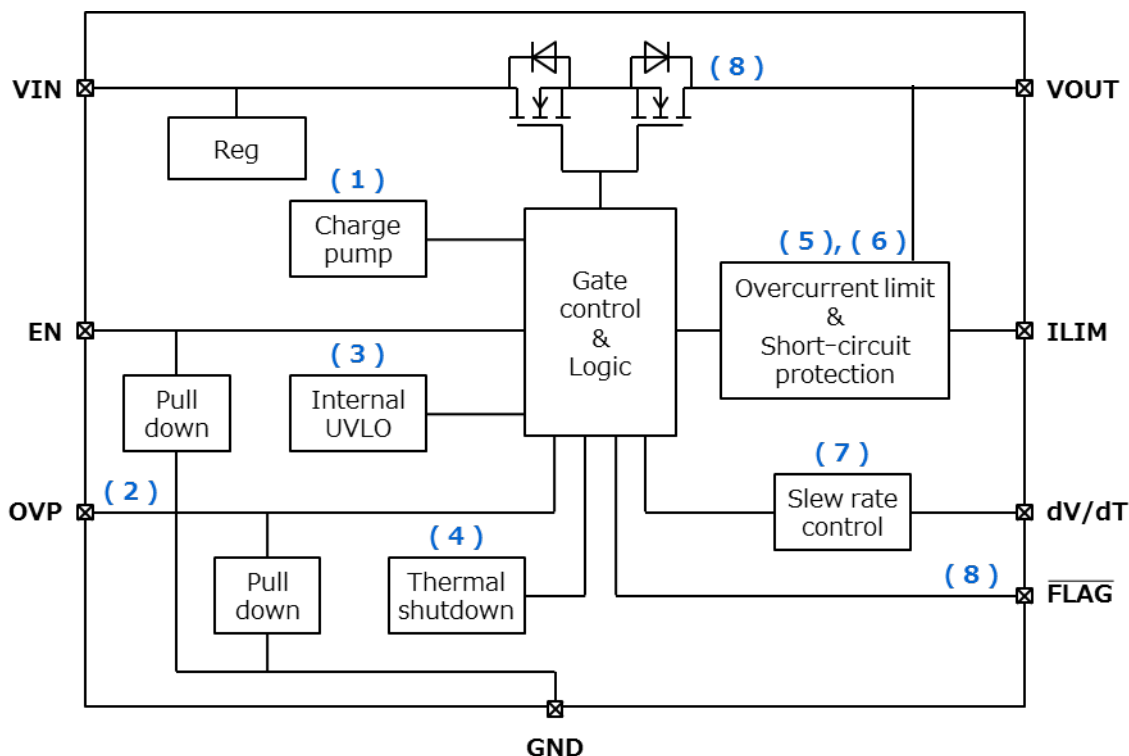 VIN
( 8 )
VOUT
Reg
( 1 )
Charge
pump
Gate
control
&
Logic
( 5 ), ( 6 )
Overcurrent limit
&
Short-circuit
protection
EN
ILIM
( 3 )
Pull
down
Internal
UVLO
( 7 )
Slew rate
control
OVP
( 2 )
dV/dT
( 4 )
Pull
down
Thermal
shutdown
( 8 )
FLAG
GND